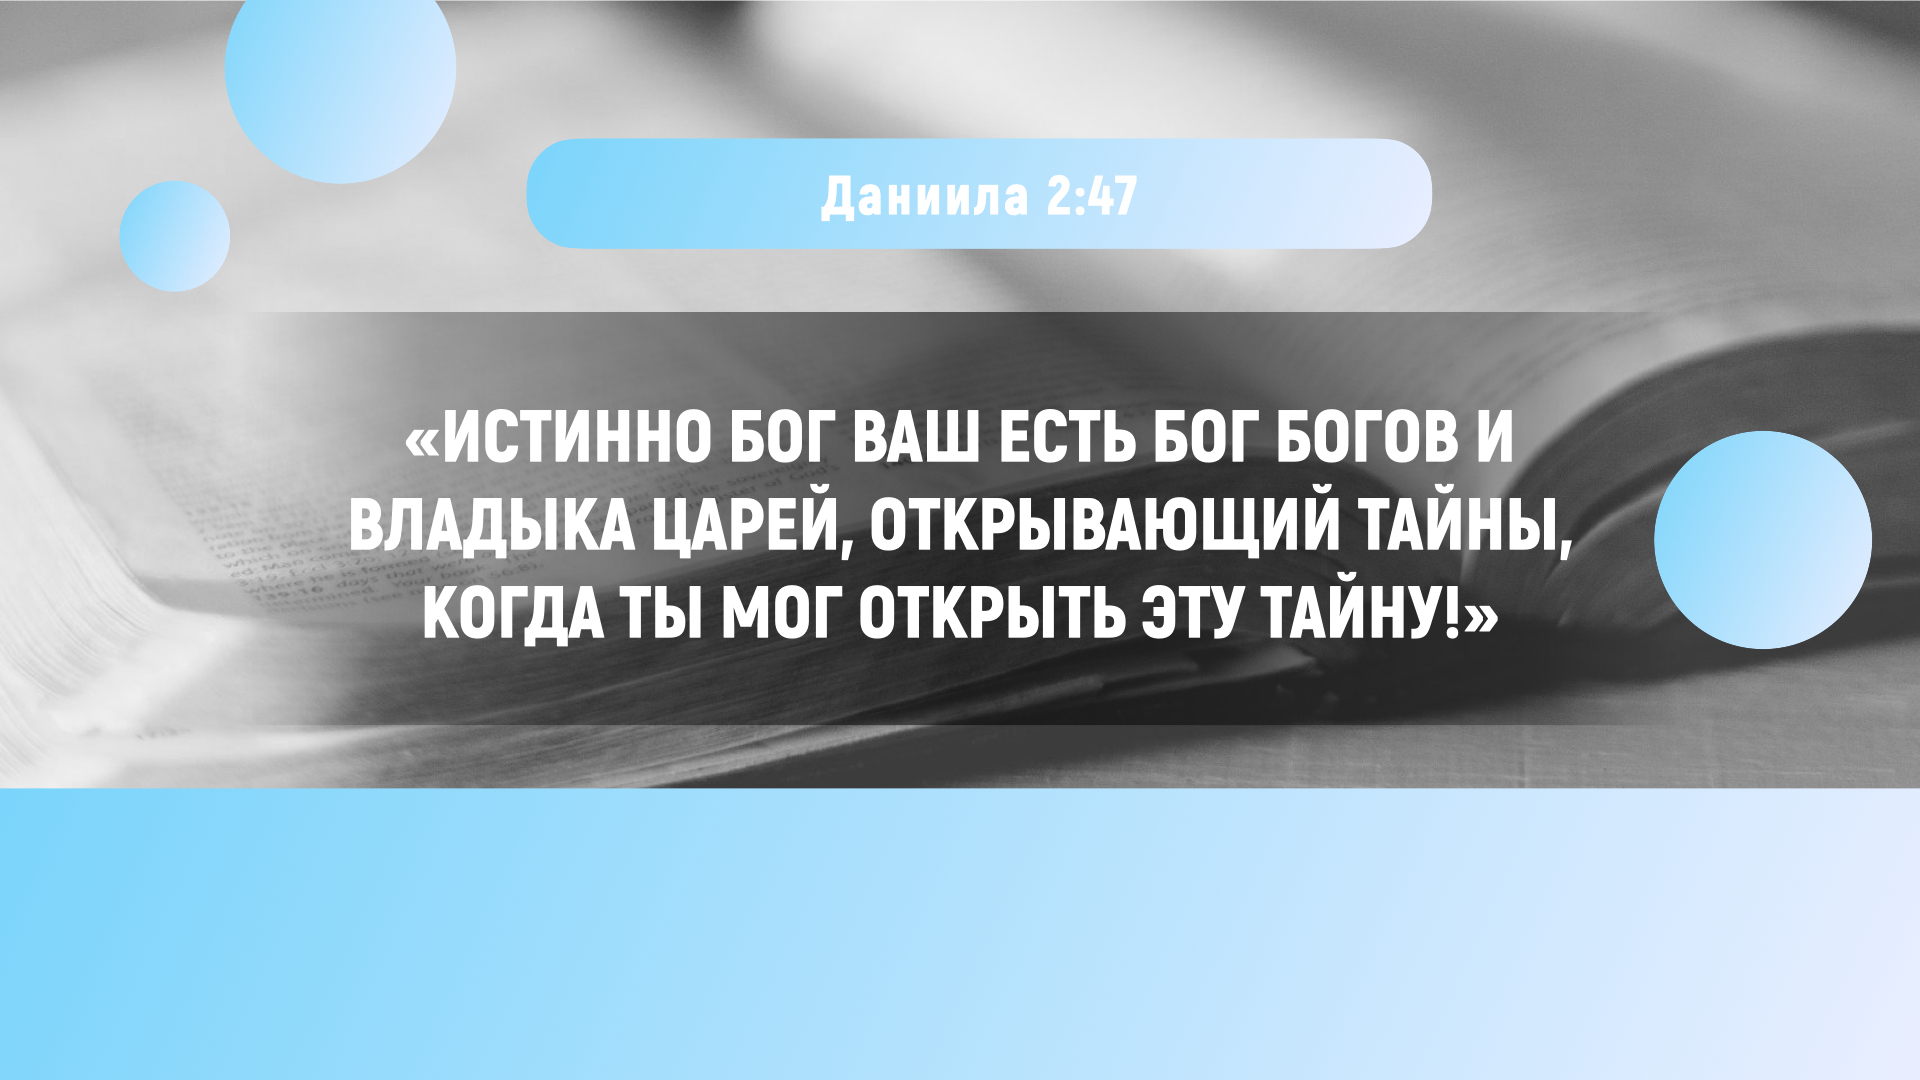 Даниила 2:47
«ИСТИННО БОГ ВАШ ЕСТЬ БОГ БОГОВ И
ВЛАДЫКА ЦАРЕЙ, ОТКРЫВАЮЩИЙ ТАЙНЫ,
КОГДА ТЫ МОГ ОТКРЫТЬ ЭТУ ТАЙНУ!»